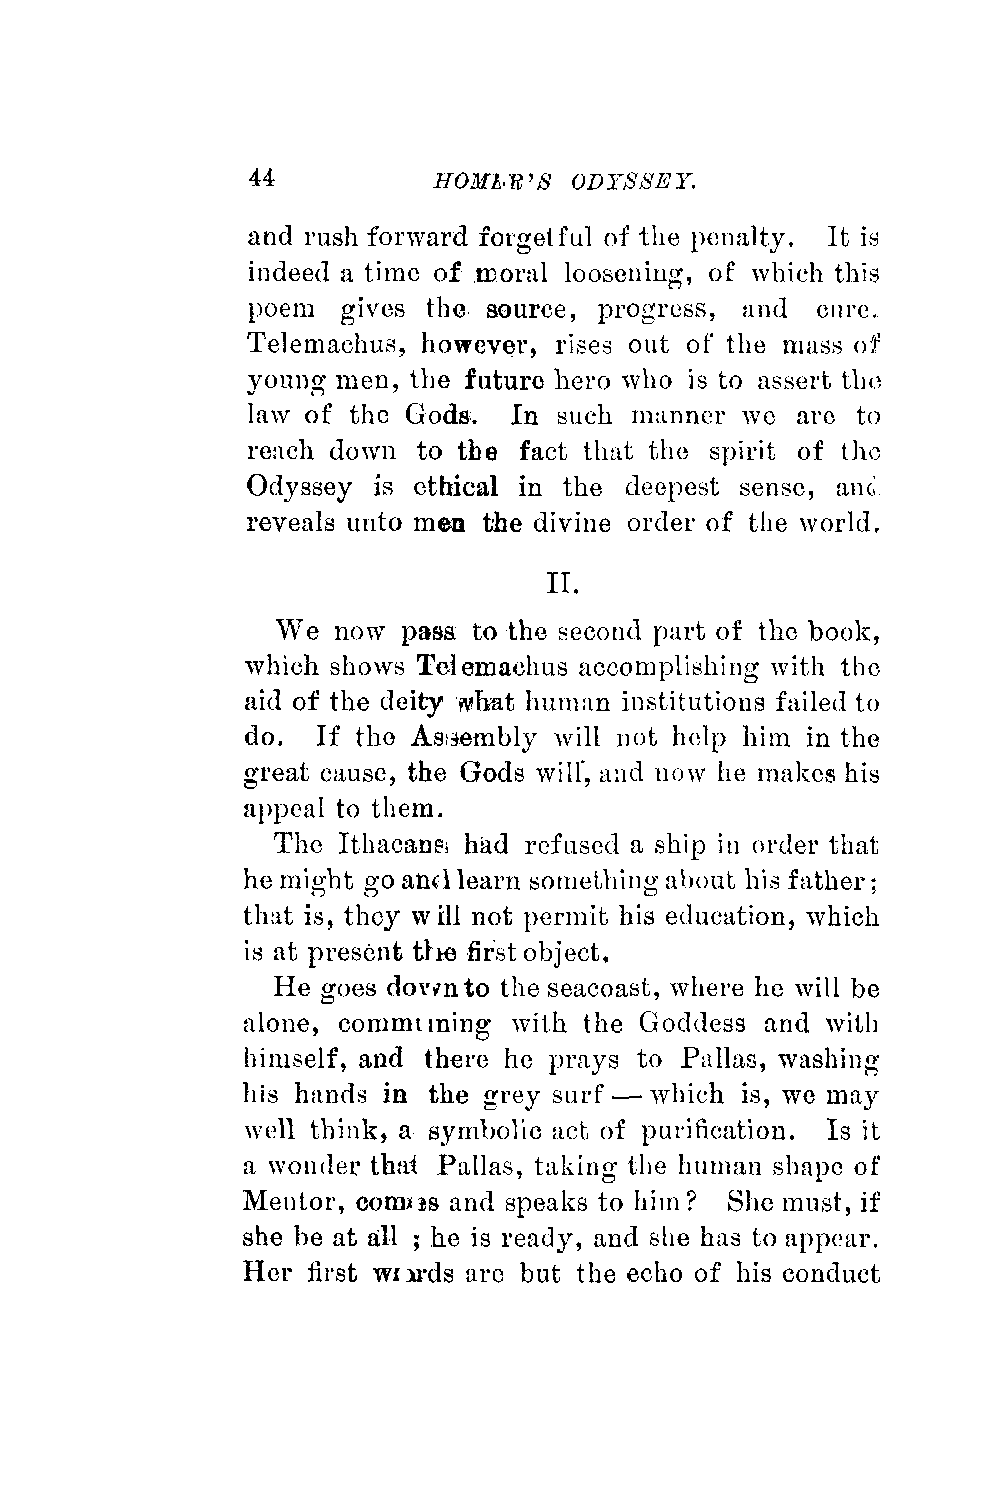 44 HOMER'S ODYSSEY.
and rush forward forgetful of the penalty. It is
indeed a time of moral loosening, of which this
poem gives the source, progress, and cure.
Telemachus, however, rises out of the mass of
young men, the future hero who is to assert the
law of the Gods. In such manner we are to
reach down to the fact that the spirit of the
Odyssey is ethical in the deepest sense, and
reveals unto men the divine order of the world.
II.
We now pass to the second part of the book,
which shows Telemachus accomplishing with the
aid of the deity what human institutions failed to
do. If the Assembly will not help him in the
great cause, the Gods will, and now he makes his
appeal to them.
The Ithacans had refused a ship in order that
he might go and learn something about his father;
that is, they will not permit his education, which
is at present the first object.
He goes down to the seacoast, where he will be
alone, communing with the Goddess and with
himself, and there he prays to Pallas, washing
his hands in the grey surf — which is, we may
well think, a symbolic act of purification. Is it
a wonder that Pallas, taking the human shape of
Mentor, comes and speaks to him? She must, if
she be at all ; he is ready, and she has to appear.
Her first words are but the echo of his conduct